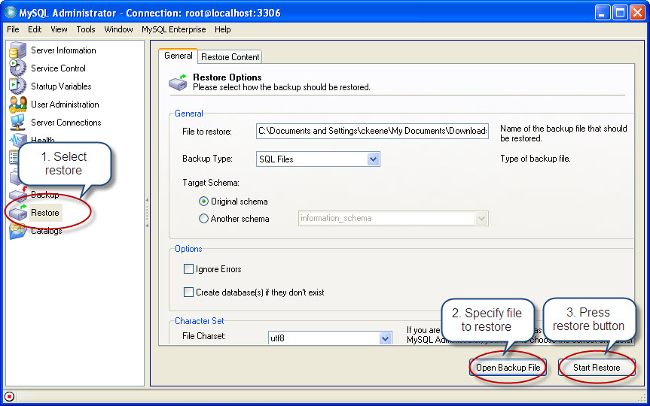 MySQL Administrator - Connection: root@localhost:3306
File Edit View Tools Window MySQL Enterprise Help
Server Information
Service Control
Startup Variables
User Administration
Server Connections
Health
1. Select
restore
Backup
Restore
Catalogs
General Restore Content
Restore Options
Please select how the backup should be restored.
General
File to restore: C:\Documents and Settings\ckeene\My Documents\Download: Name of the backup file that should
be restored.
Backup Type: SQL Files Type of backup file.
Target Schema:
Original schema
Another schema information_schema
Options
Ignore Errors
Create database(s) if they don't exist
Character Set
File Charset: utf8
If you are
MySQL
2. Specify file
to restore
3. Press
restore button
Open Backup File Start Restore